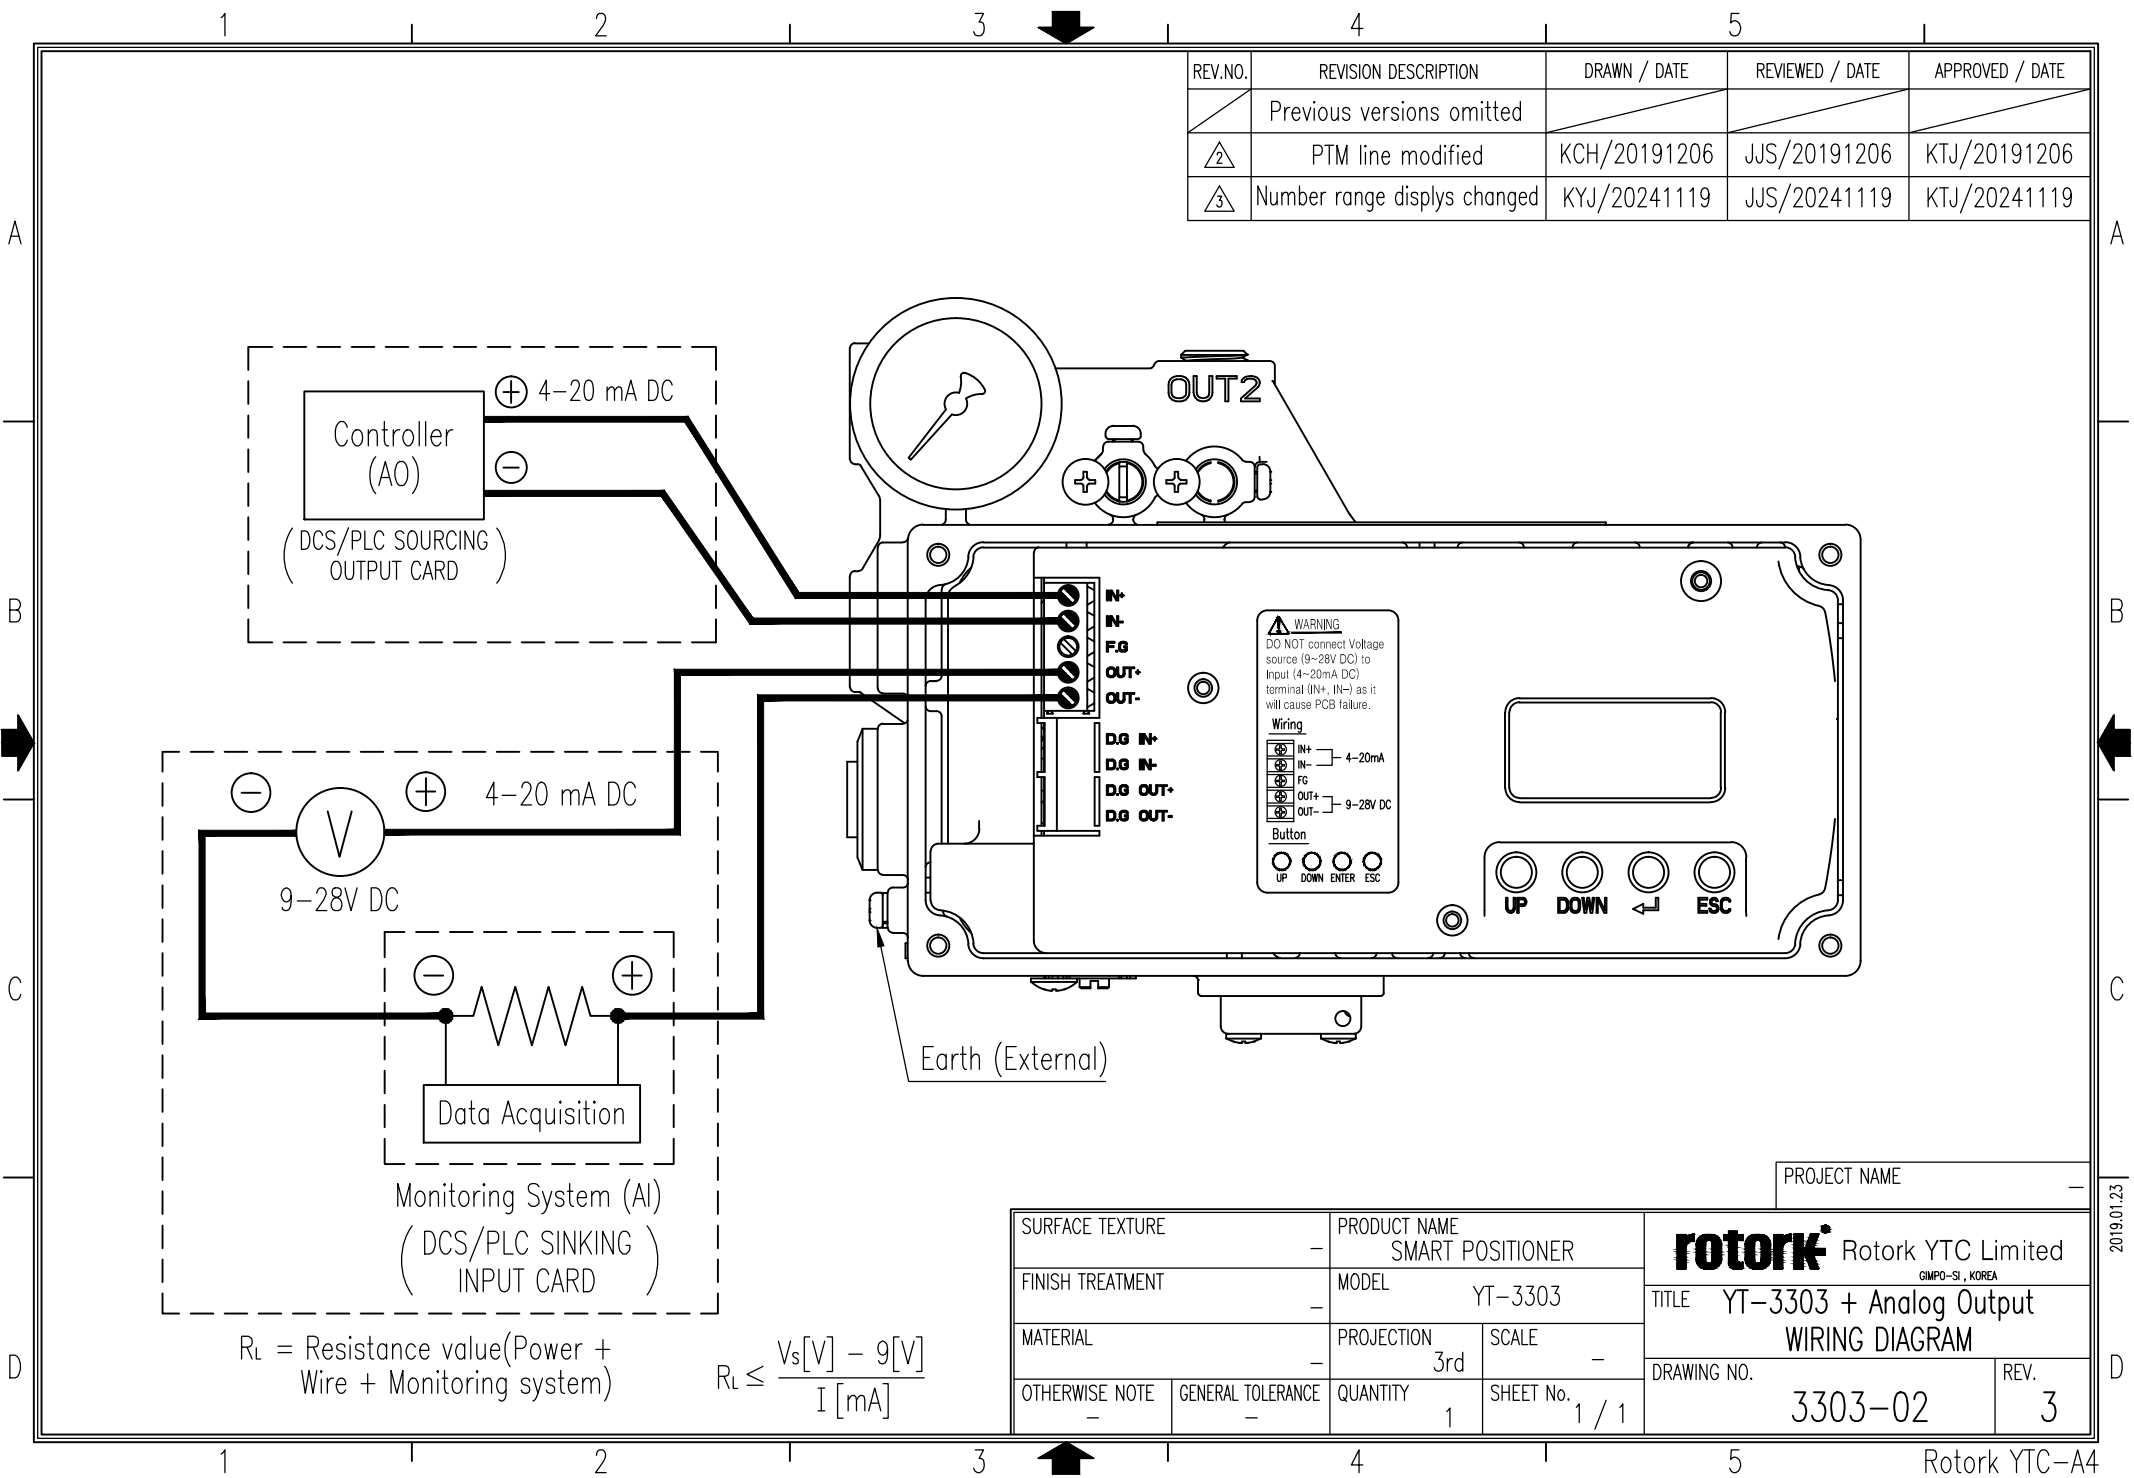 1 2 3 4 5
REV.NO. REVISION DESCRIPTION DRAWN / DATE REVIEWED / DATE APPROVED / DATE
Previous versions omitted
2 PTM line modified KCH/20191206 JJS/20191206 KTJ/20191206
3 Number range displys changed KYJ/20241119 JJS/20241119 KTJ/20241119
A A
OUT2
+ 4-20 mA DC
Controller
(AO)
-
(DCS/PLC SOURCING
OUTPUT CARD)
B B
IN+
IN-
F.G
OUT+
OUT-
D.G IN+
D.G IN-
D.G OUT+
D.G OUT-
! WARNING
DO NOT connect Voltage
source (9~28V DC) to
Input (4~20mA DC)
terminal (IN+, IN-) as it
will cause PCB failure.
Wiring
IN+
IN-
4-20mA
FG
OUT+
OUT-
9-28V DC
Button
UP DOWN ENTER ESC
UP DOWN ESC
- + 4-20 mA DC
V
9-28V DC
- +
C C
Earth (External)
Data Acquisition
Monitoring System (AI)
(DCS/PLC SINKING
INPUT CARD)
RL = Resistance value(Power +
Wire + Monitoring system)
RL ≤ Vs[V] - 9[V]
I [mA]
D D
PROJECT NAME -
2019.01.23
SURFACE TEXTURE -
PRODUCT NAME
SMART POSITIONER
rotork Rotork YTC Limited
GIMPO-SI , KOREA
FINISH TREATMENT -
MODEL YT-3303
TITLE YT-3303 + Analog Output
WIRING DIAGRAM
MATERIAL -
PROJECTION 3rd
SCALE -
DRAWING NO. 3303-02
REV. 3
OTHERWISE NOTE -
GENERAL TOLERANCE -
QUANTITY 1
SHEET No. 1 / 1
1 2 3 4 5
Rotork YTC-A4